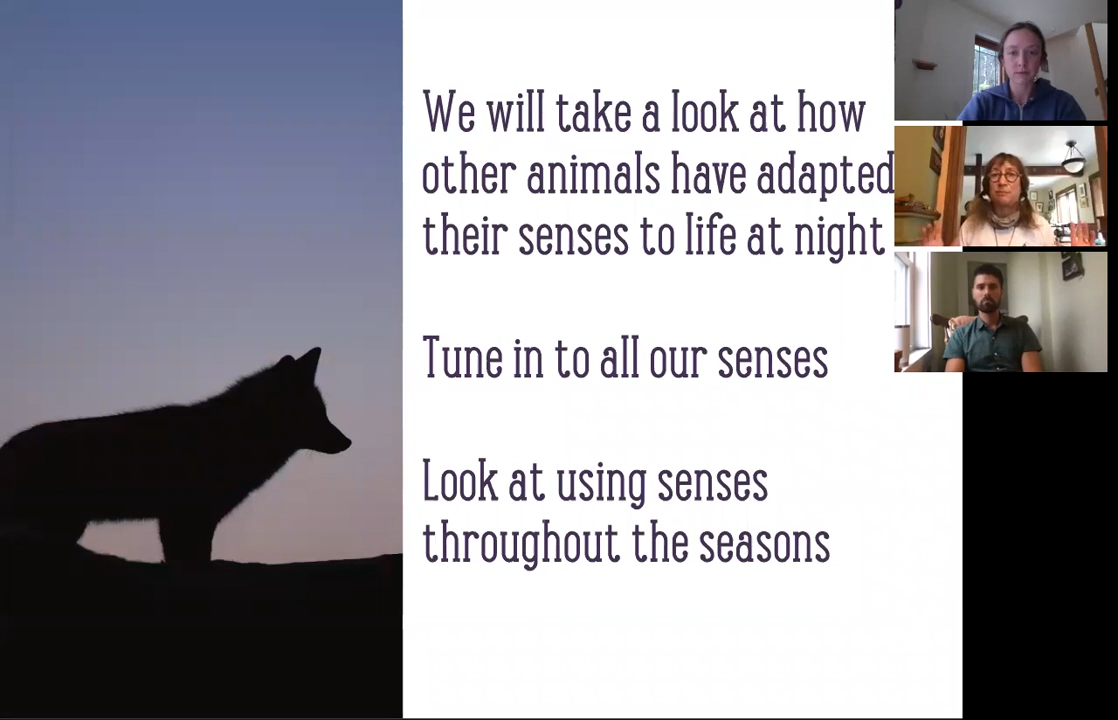 We will take a look at how
other animals have adapted
their senses to life at night
Tune in to all our senses
Look at using senses
throughout the seasons